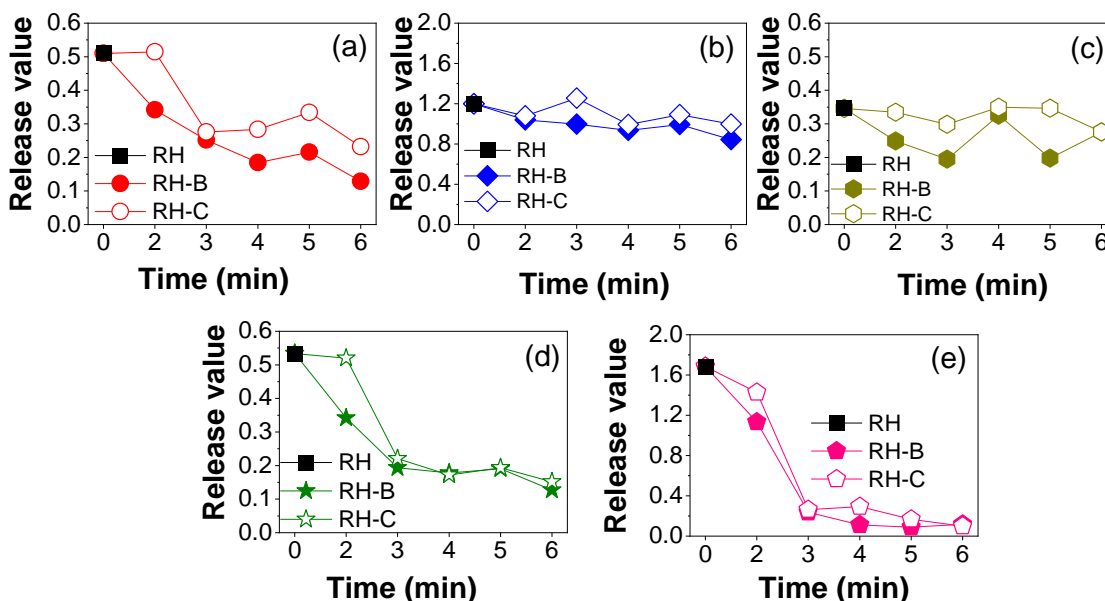 (a)
Release value
0.6
0.5
0.4
0.3
0.2
0.1
0.0
RH
RH-B
RH-C
0 2 3 4 5 6
Time (min)
(b)
Release value
2.0
1.6
1.2
0.8
0.4
0.0
RH
RH-B
RH-C
0 2 3 4 5 6
Time (min)
(c)
Release value
0.6
0.5
0.4
0.3
0.2
0.1
0.0
RH
RH-B
RH-C
0 2 3 4 5 6
Time (min)
(d)
Release value
0.6
0.5
0.4
0.3
0.2
0.1
0.0
RH
RH-B
RH-C
0 2 3 4 5 6
Time (min)
(e)
Release value
2.0
1.6
1.2
0.8
0.4
0.0
RH
RH-B
RH-C
0 2 3 4 5 6
Time (min)